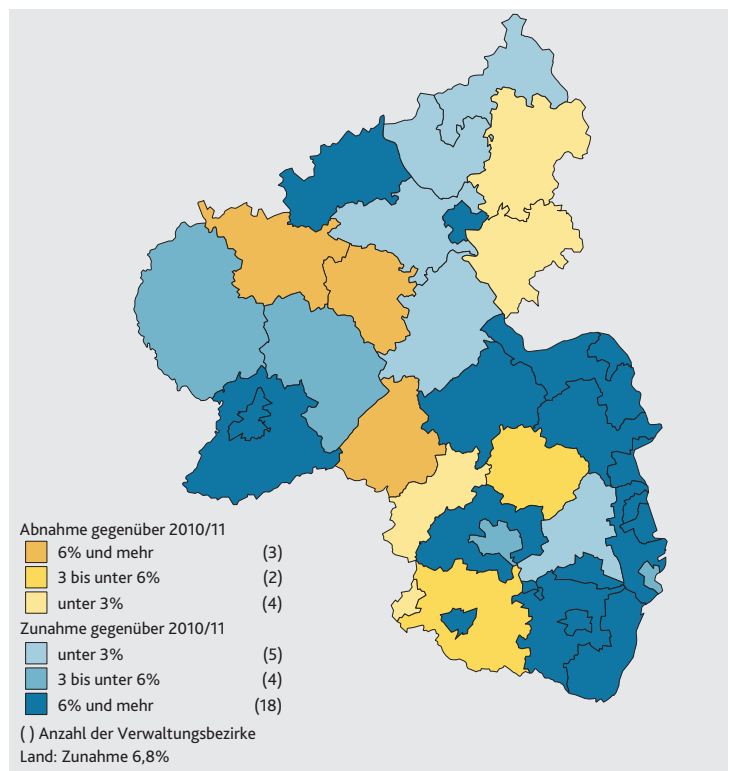 Abnahme gegenüber 2010/11
6% und mehr (3)
3 bis unter 6% (2)
unter 3% (4)
Zunahme gegenüber 2010/11
unter 3% (5)
3 bis unter 6% (4)
6% und mehr (18)
( ) Anzahl der Verwaltungsbezirke
Land: Zunahme 6,8%